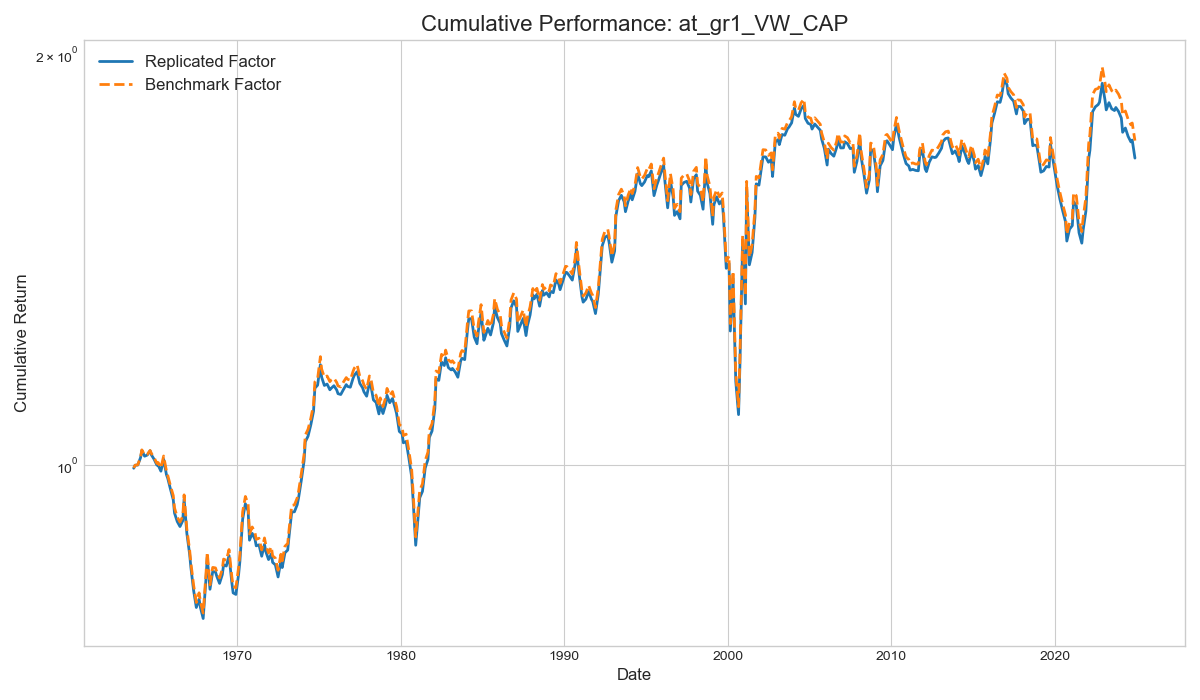 Cumulative Performance: at_gr1_VW_CAP
Replicated Factor
Benchmark Factor
2 × 10⁰
10⁰
Cumulative Return
1970 1980 1990 2000 2010 2020
Date